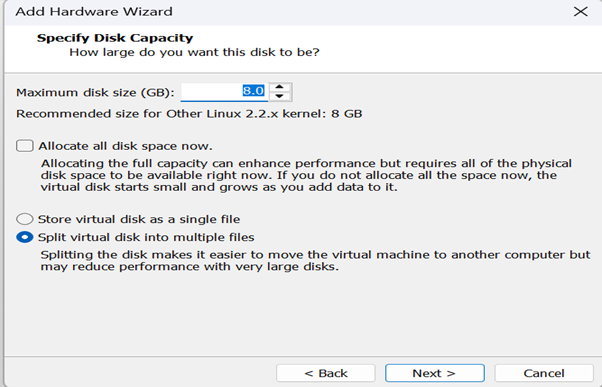 Add Hardware Wizard
Specify Disk Capacity
How large do you want this disk to be?
Maximum disk size (GB): 8.0
Recommended size for Other Linux 2.2.x kernel: 8 GB
Allocate all disk space now.
Allocating the full capacity can enhance performance but requires all of the physical
disk space to be available right now. If you do not allocate all the space now, the
virtual disk starts small and grows as you add data to it.
Store virtual disk as a single file
Split virtual disk into multiple files
Splitting the disk makes it easier to move the virtual machine to another computer but
may reduce performance with very large disks.
< Back Next > Cancel